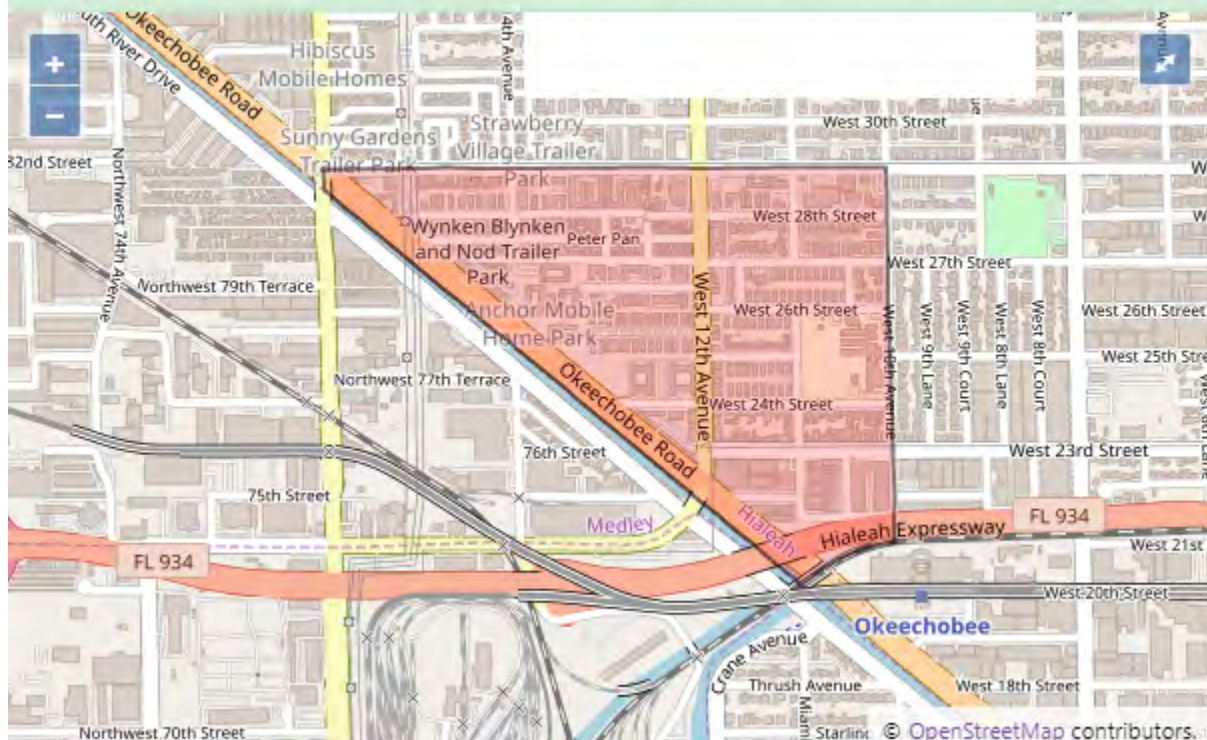 Okeechobee Road
uth River Drive
+
−
Hibiscus
Mobile Homes
4th Avenue
Avenue
West 30th Street
Sunny Gardens
Trailer Park
Strawberry
Village Trailer
Park
32nd Street
Northwest 74th Avenue
Wynken Blynken
and Nod Trailer
Park
Peter Pan
West 28th Street
West 27th Street
Northwest 79th Terrace
Anchor Mobile
Home Park
West 12th Avenue
West 26th Street
West 10th Avenue
West 9th Lane
West 9th Court
West 8th Lane
West 8th Court
West 26th Street
West 25th Stre
Northwest 77th Terrace
Okeechobee Road
West 24th Street
76th Street
West 23rd Street
75th Street
Medley
Hialeah
Hialeah Expressway
FL 934
FL 934
West 21st
West 20th Street
Okeechobee
Crane Avenue
Thrush Avenue
West 18th Street
Miam
Starling
Northwest 70th Street
© OpenStreetMap contributors.